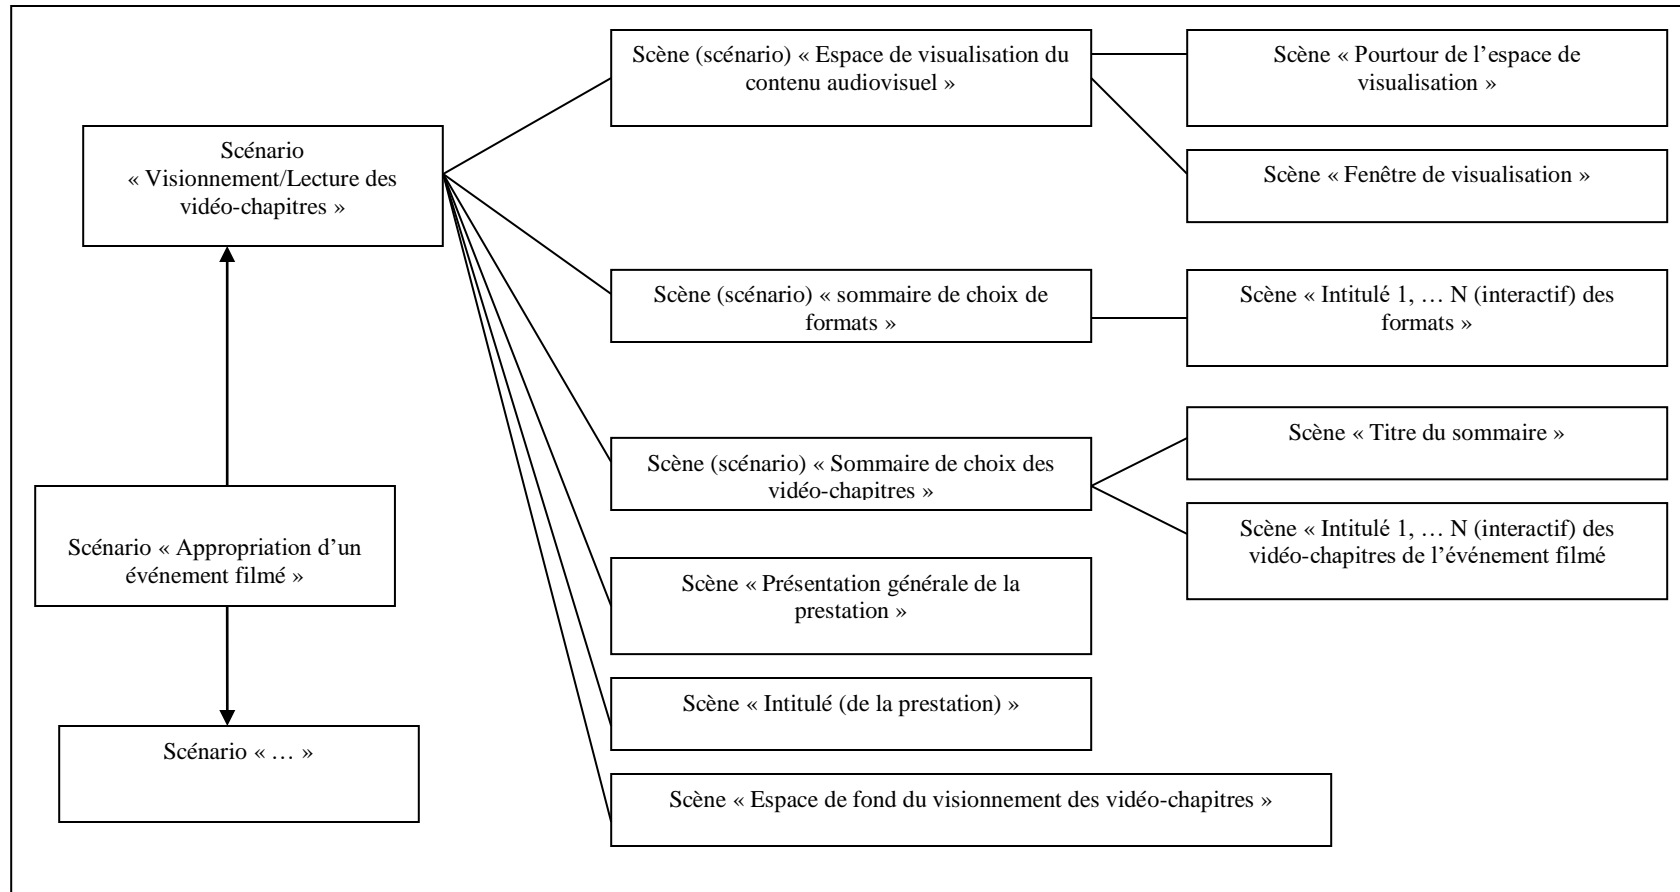 Scénario
« Visionnement/Lecture des
vidéo-chapitres »
Scénario « Appropriation d’un
événement filmé »
Scénario « … »
Scène (scénario) « Espace de visualisation du
contenu audiovisuel »
Scène (scénario) « sommaire de choix de
formats »
Scène (scénario) « Sommaire de choix des
vidéo-chapitres »
Scène « Présentation générale de la
prestation »
Scène « Intitulé (de la prestation) »
Scène « Espace de fond du visionnement des vidéo-chapitres »
Scène « Pourtour de l’espace de
visualisation »
Scène « Fenêtre de visualisation »
Scène « Intitulé 1, … N (interactif) des
formats »
Scène « Titre du sommaire »
Scène « Intitulé 1, … N (interactif) des
vidéo-chapitres de l’événement filmé